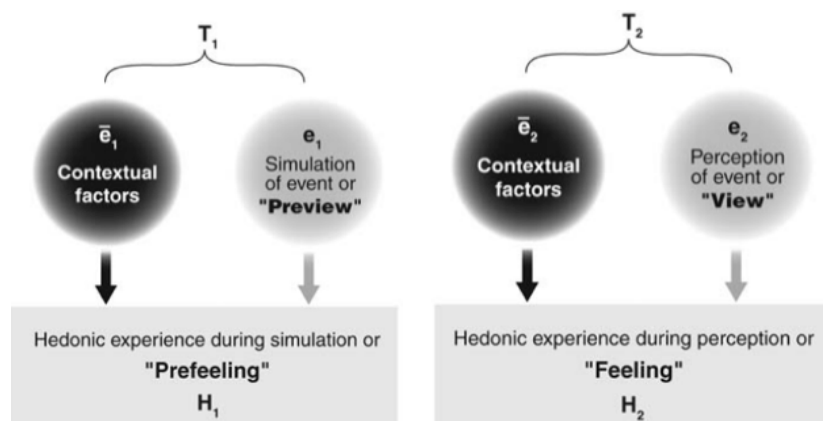 T₁
ē₁
Contextual
factors
e₁
Simulation
of event or
"Preview"
Hedonic experience during simulation or
"Prefeeling"
H₁
T₂
ē₂
Contextual
factors
e₂
Perception
of event or
"View"
Hedonic experience during perception or
"Feeling"
H₂